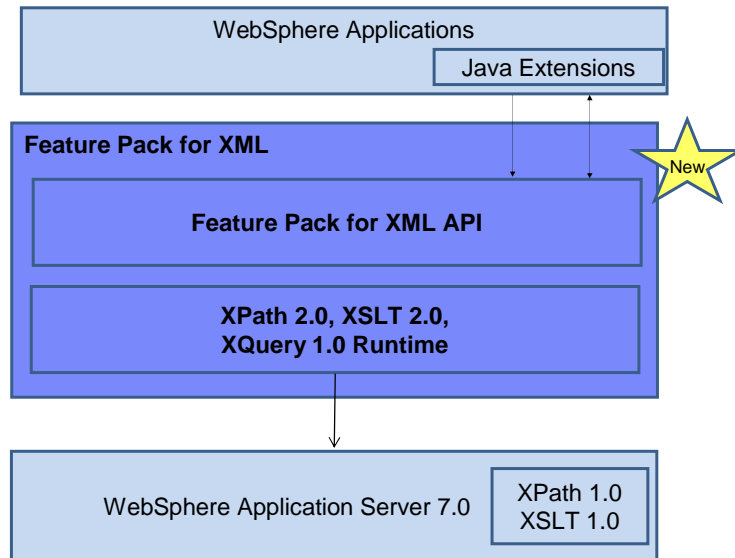 WebSphere Applications
Java Extensions
Feature Pack for XML
New
Feature Pack for XML API
XPath 2.0, XSLT 2.0,
XQuery 1.0 Runtime
WebSphere Application Server 7.0
XPath 1.0
XSLT 1.0